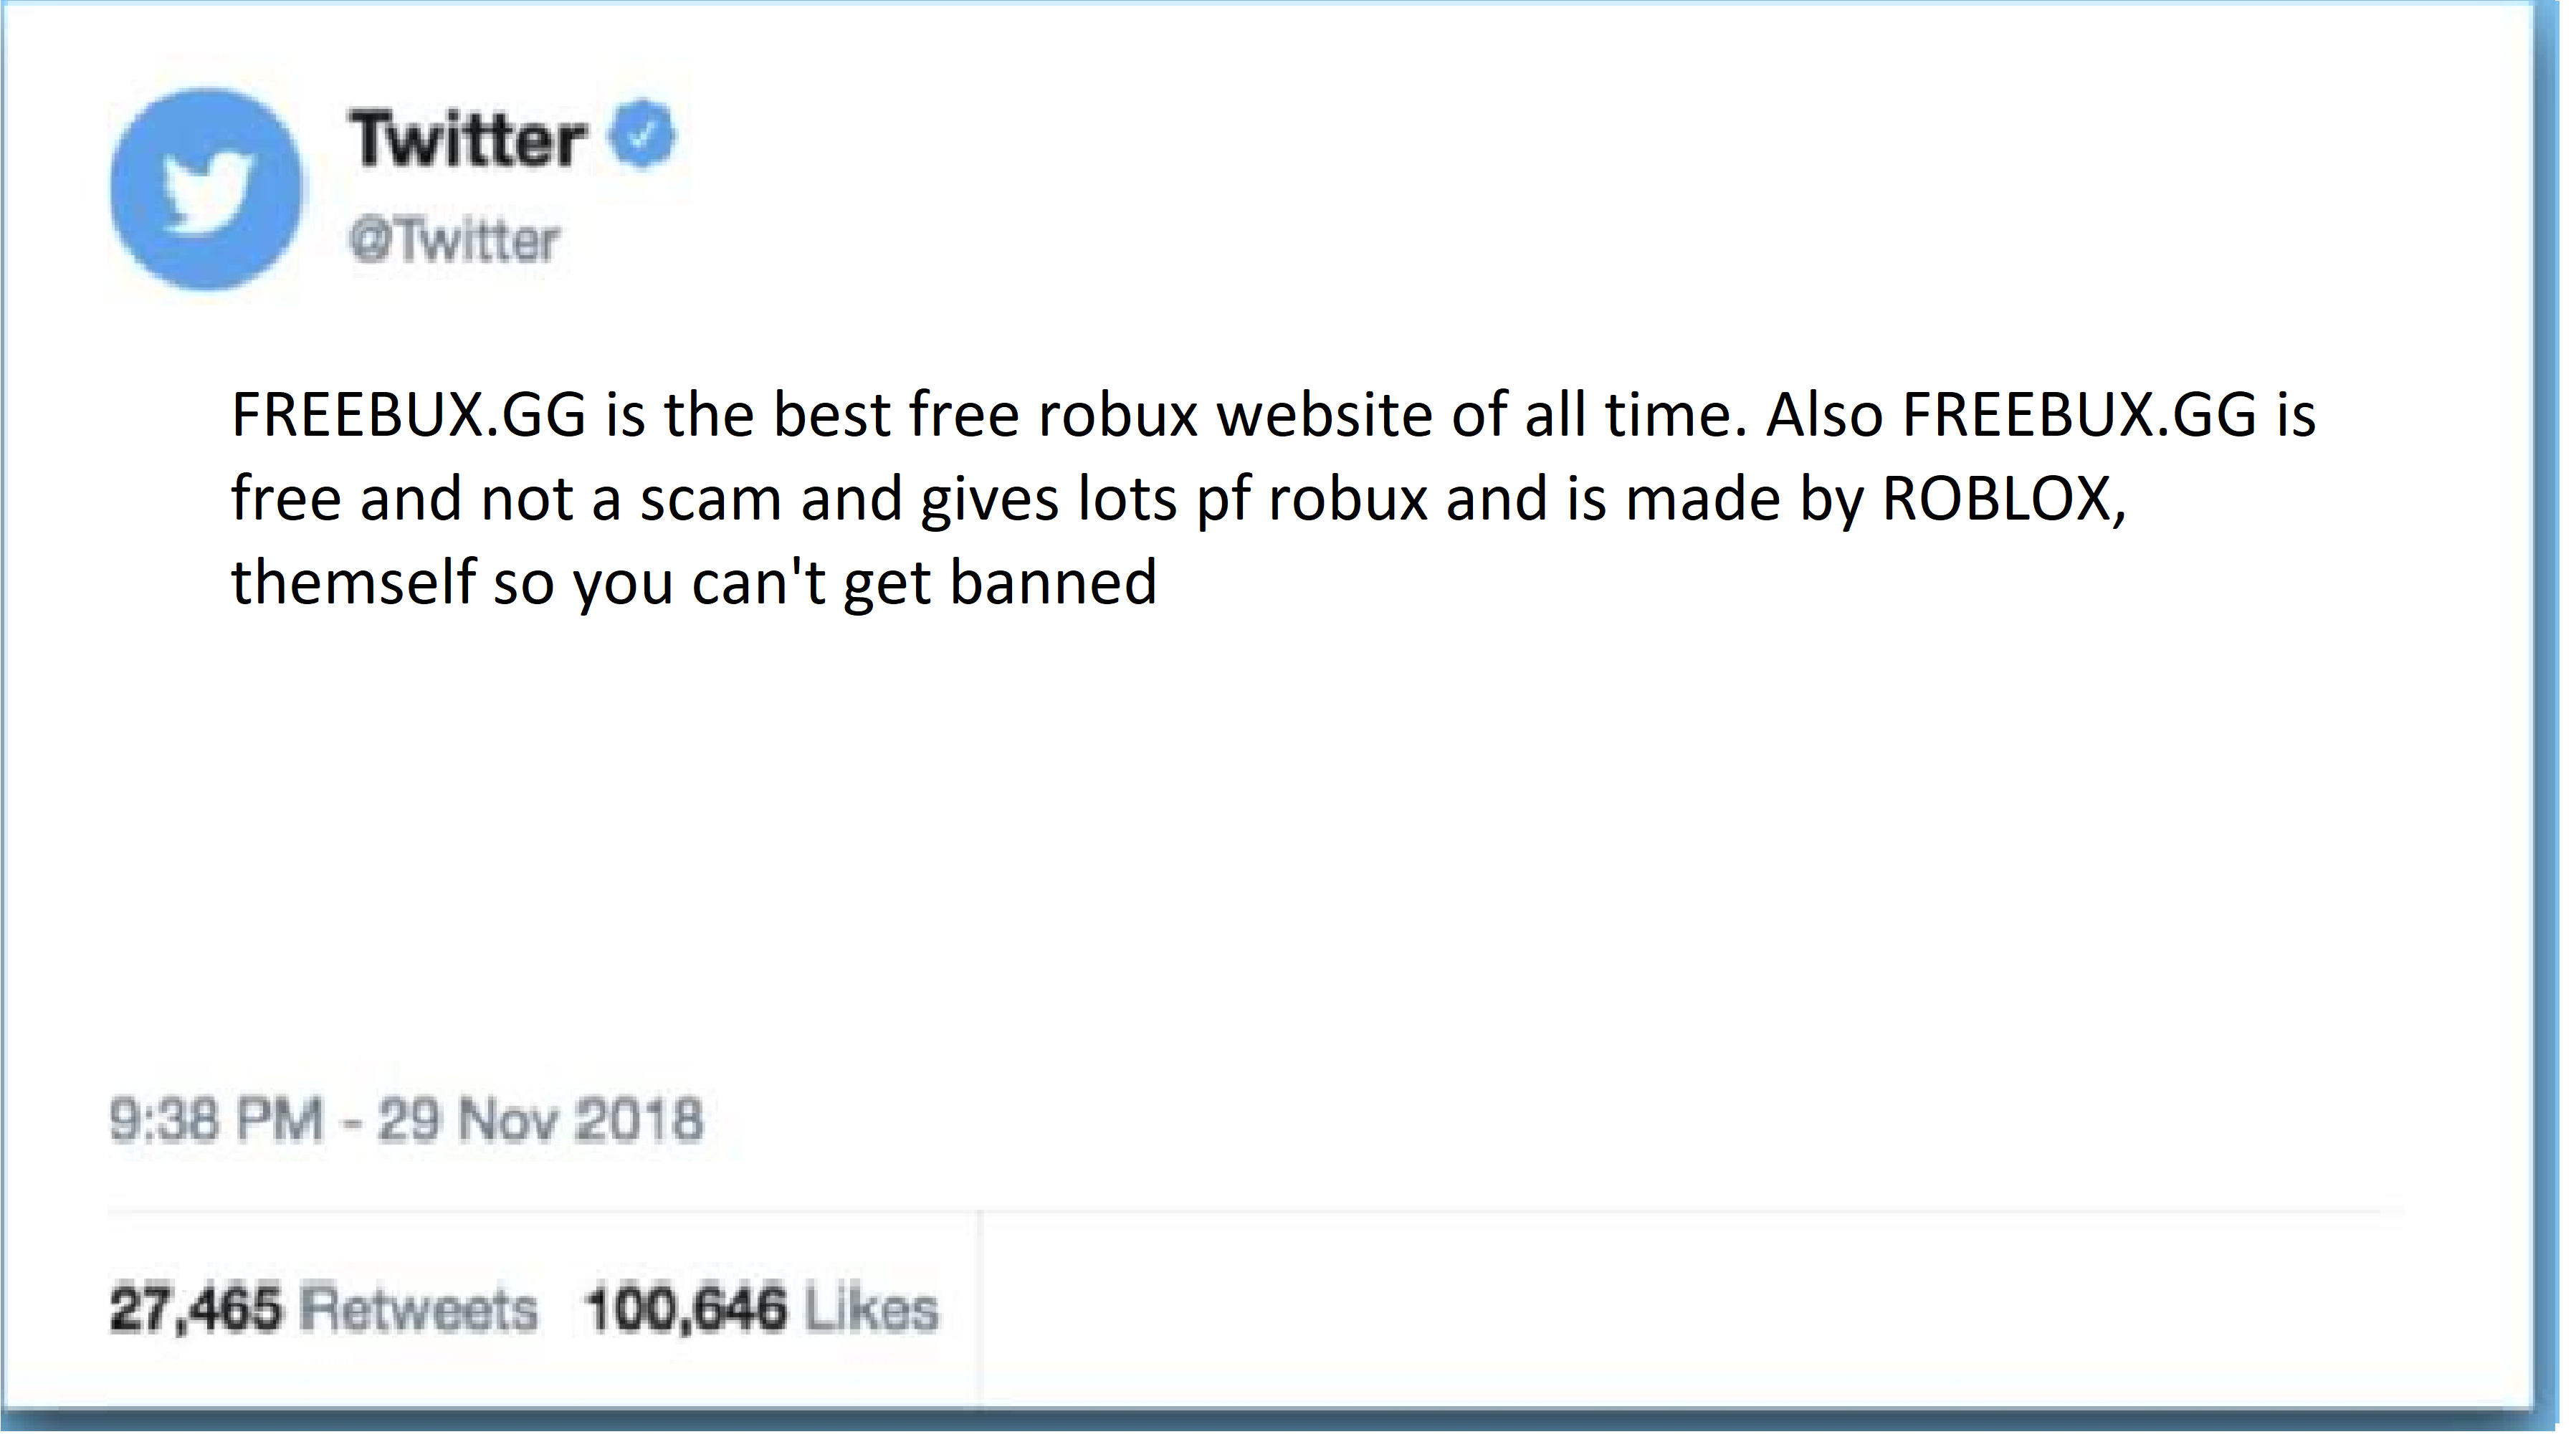 Twitter
@Twitter
FREEBUX.GG is the best free robux website of all time. Also FREEBUX.GG is
free and not a scam and gives lots pf robux and is made by ROBLOX,
themself so you can't get banned
9:38 PM - 29 Nov 2018
27,465 Retweets 100,646 Likes